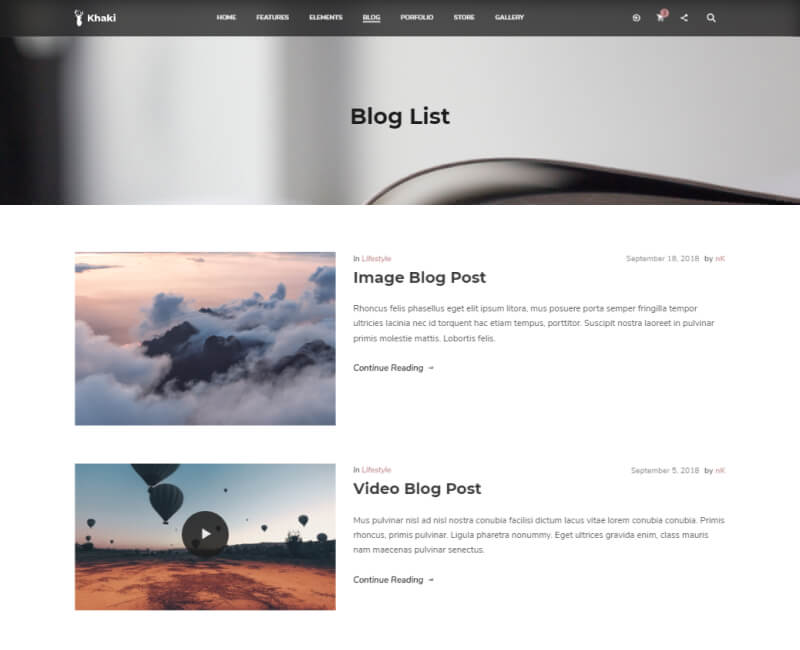 Khaki
HOME FEATURES ELEMENTS BLOG PORFOLIO STORE GALLERY
Blog List
In Lifestyle
September 18, 2018 by nK
Image Blog Post
Rhoncus felis phasellus eget elit ipsum litora, mus posuere porta semper fringilla tempor
ultricies lacinia nec id torquent hac etiam tempus, porttitor. Suscipit nostra laoreet in pulvinar
primis molestie mattis. Lobortis felis.
Continue Reading →
In Lifestyle
September 5, 2018 by nK
Video Blog Post
Mus pulvinar nisl ad nisl nostra conubia facilisi dictum lacus vitae lorem conubia conubia. Primis
rhoncus, primis pulvinar. Ligula pharetra nonummy. Eget ultrices gravida enim, class mauris
nam maecenas pulvinar senectus.
Continue Reading →